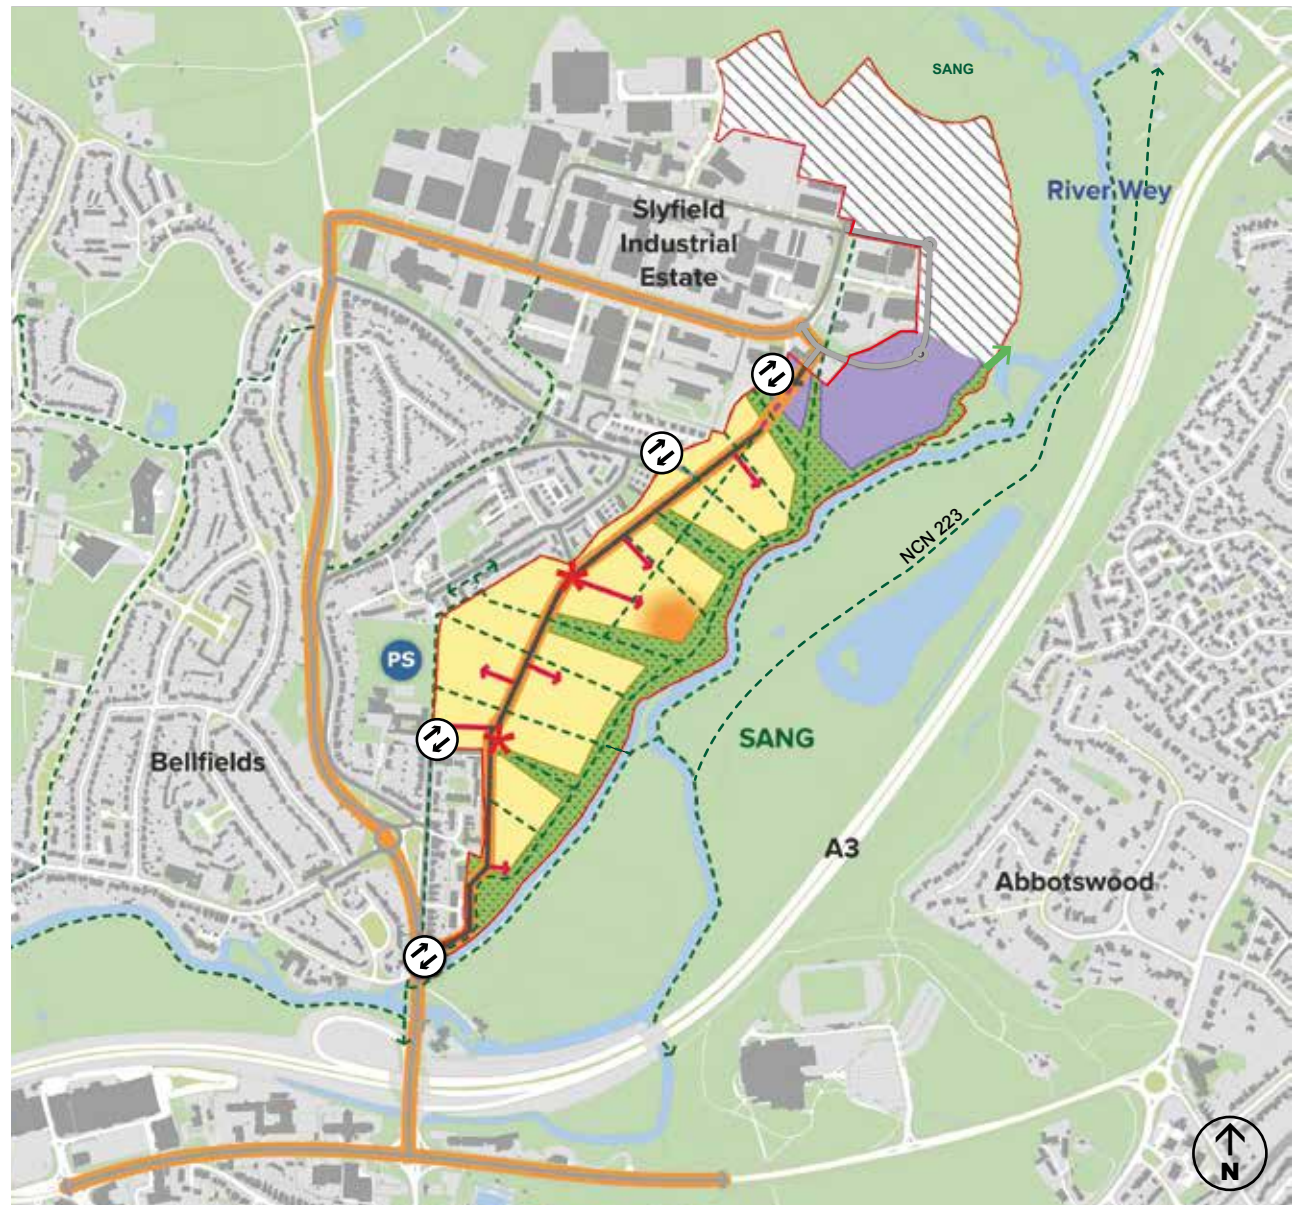 SANG
River Wey
Slyfield
Industrial
Estate
NCN 223
PS
SANG
Bellfields
A3
Abbotswood
N